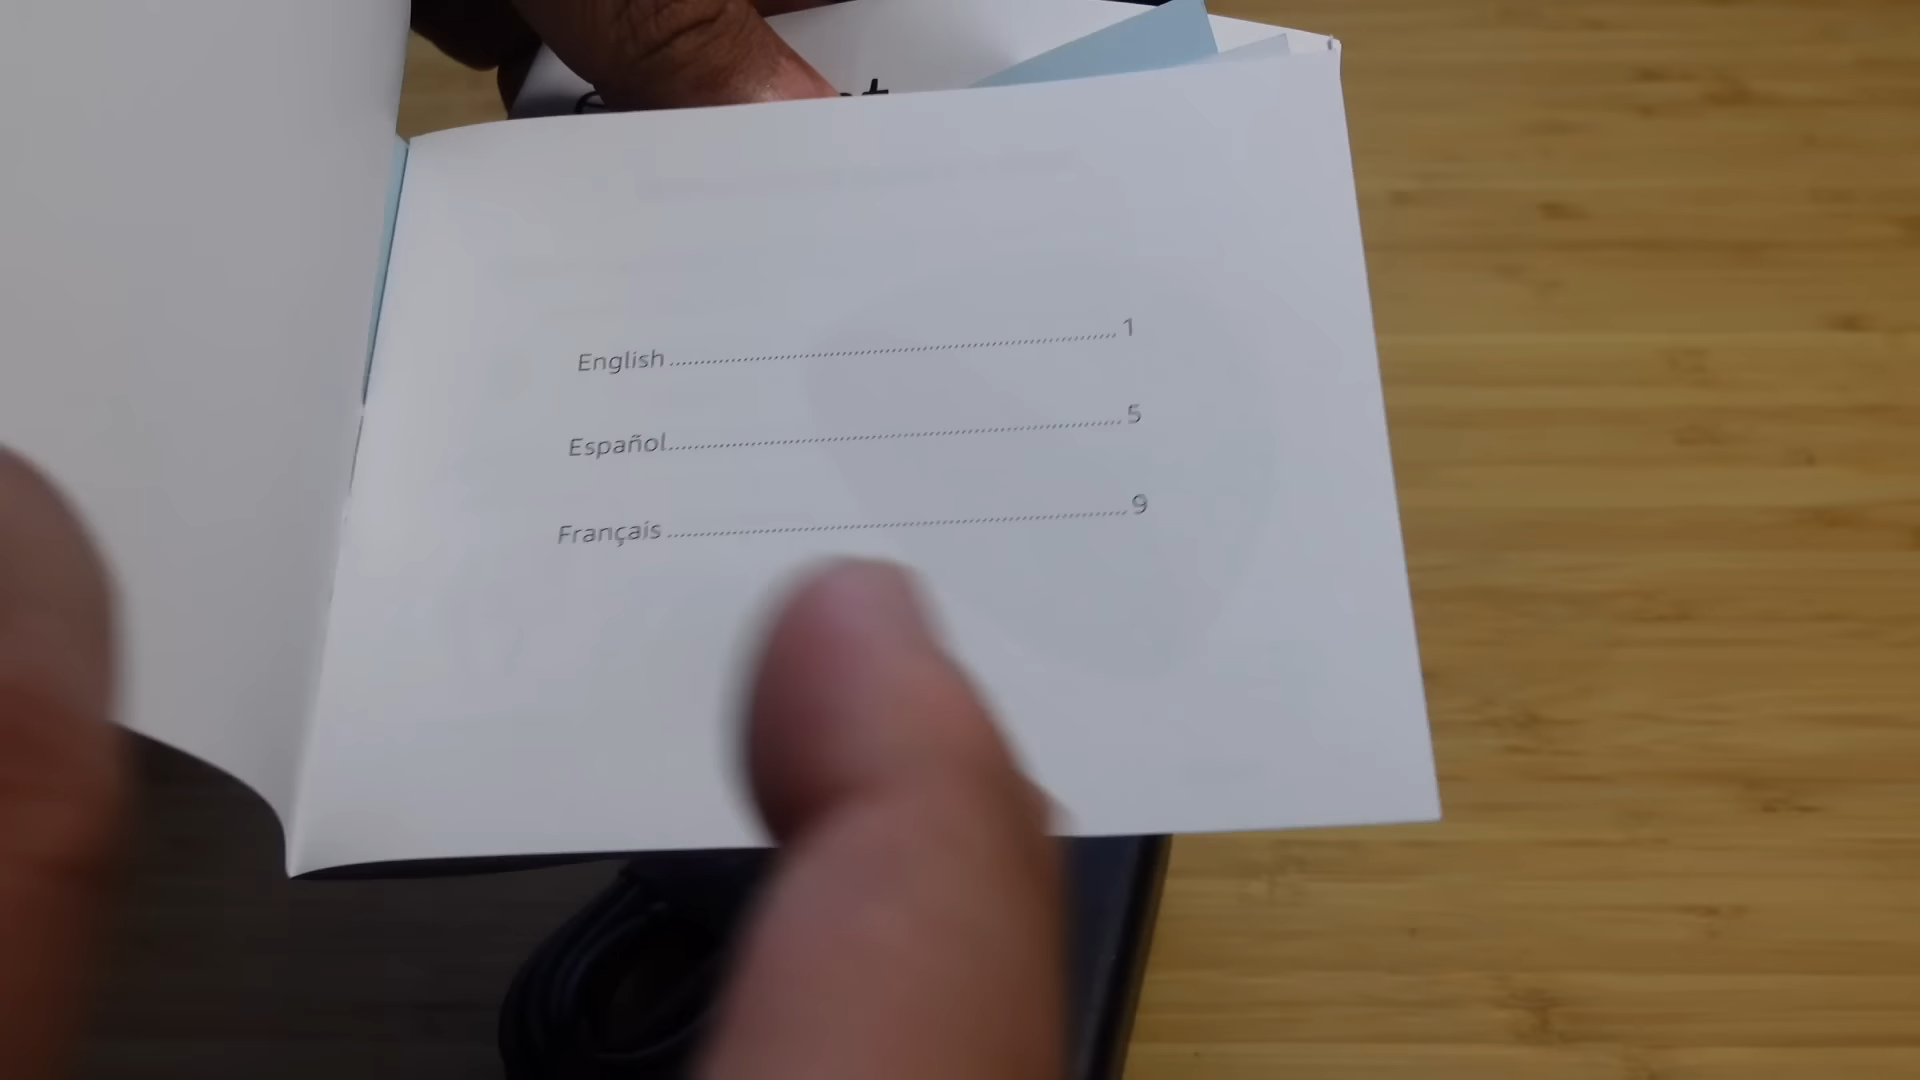 English ........................ 1
Español ........................ 5
Français ........................ 9